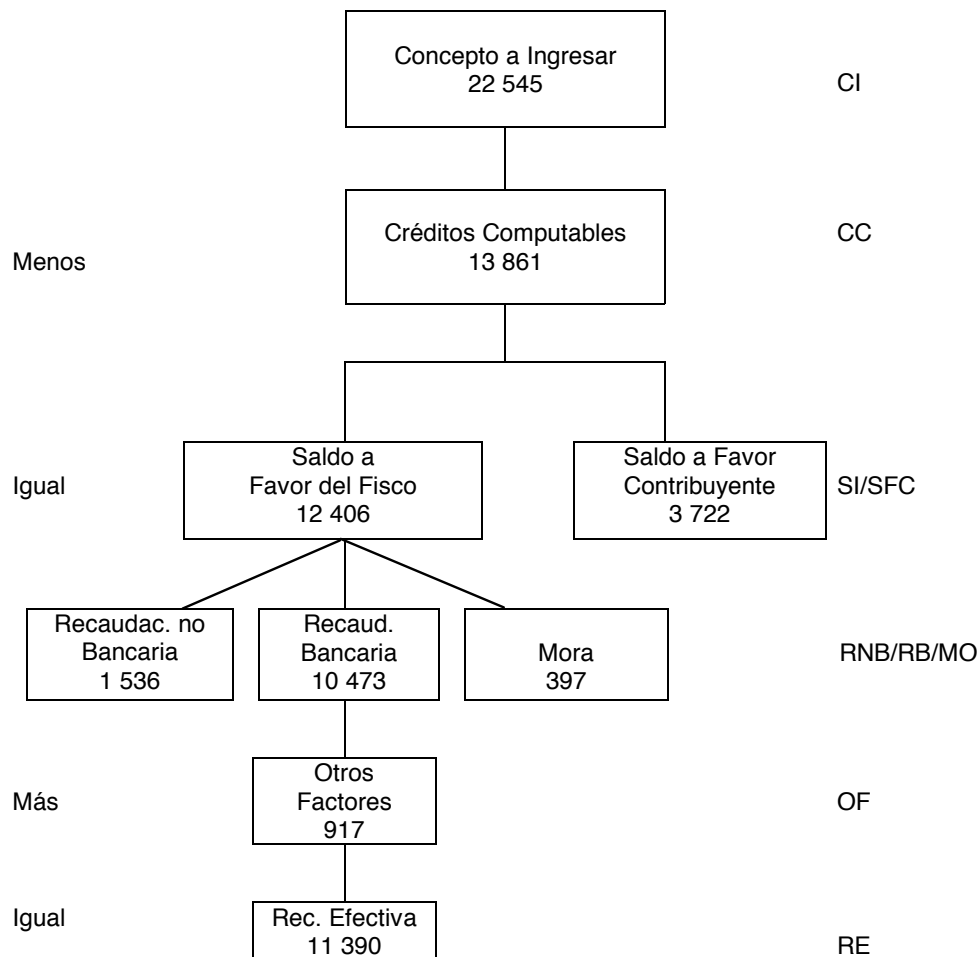 Concepto a Ingresar
22 545
CI
Créditos Computables
13 861
CC
Menos
Igual
Saldo a
Favor del Fisco
12 406
Saldo a Favor
Contribuyente
3 722
SI/SFC
Recaudac. no
Bancaria
1 536
Recaud.
Bancaria
10 473
Mora
397
RNB/RB/MO
Más
Otros
Factores
917
OF
Igual
Rec. Efectiva
11 390
RE